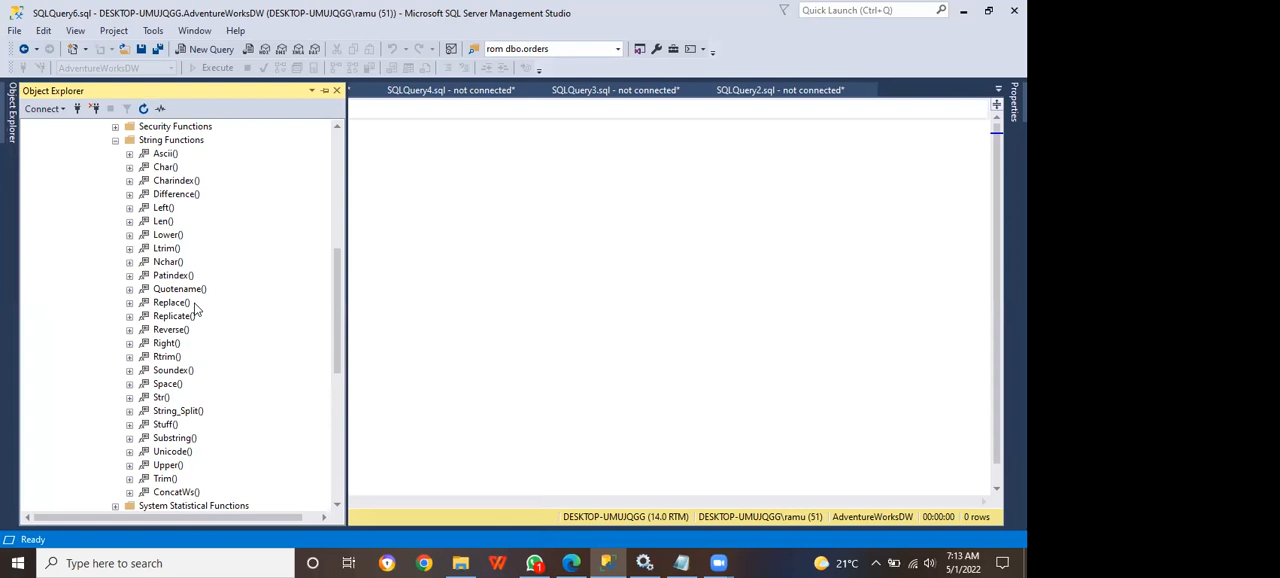 SQLQuery6.sql - DESKTOP-UMUJQGG.AdventureWorksDW (DESKTOP-UMUJQGG\ramu (51)) - Microsoft SQL Server Management Studio
Quick Launch (Ctrl+Q)
File Edit View Project Tools Window Help
New Query
rom dbo.orders
AdventureWorksDW
Execute
Object Explorer
Object Explorer
SQLQuery4.sql - not connected*
SQLQuery3.sql - not connected*
SQLQuery2.sql - not connected*
Properties
Connect
Security Functions
String Functions
Ascii()
Char()
Charindex()
Difference()
Left()
Len()
Lower()
Ltrim()
Nchar()
Patindex()
Quotename()
Replace()
Replicate()
Reverse()
Right()
Rtrim()
Soundex()
Space()
Str()
String_Split()
Stuff()
Substring()
Unicode()
Upper()
Trim()
ConcatWs()
System Statistical Functions
DESKTOP-UMUJQGG (14.0 RTM) DESKTOP-UMUJQGG\ramu (51) AdventureWorksDW 00:00:00 0 rows
Ready
Type here to search
21°C
7:13 AM
5/1/2022